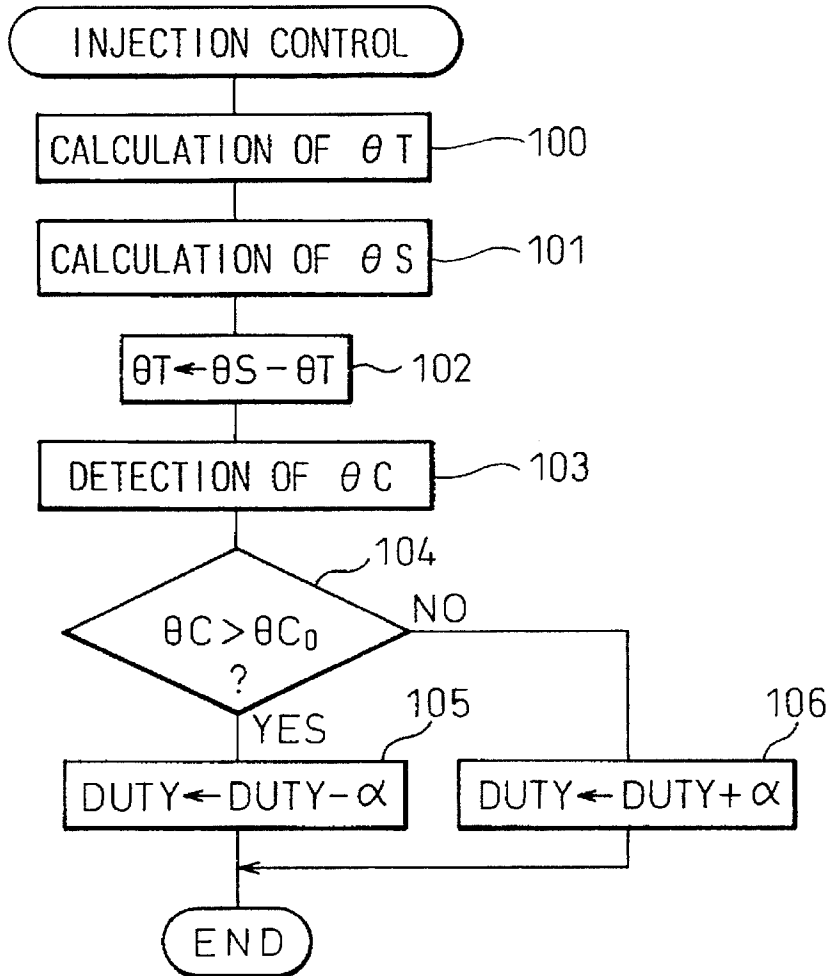 INJECTION CONTROL
CALCULATION OF θT
100
CALCULATION OF θS
101
θT←θS-θT
102
DETECTION OF θC
103
104
θC>θC₀
?
NO
YES
105
DUTY←DUTY-α
106
DUTY←DUTY+α
END